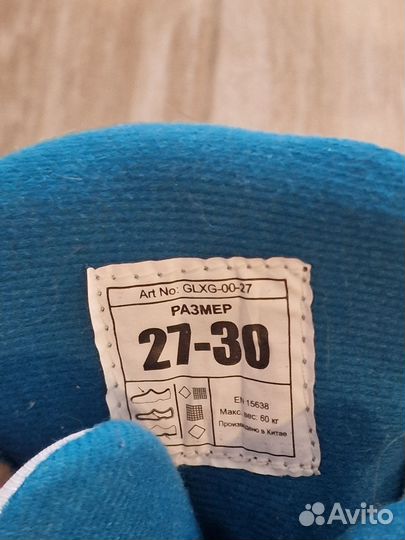 Art No: GLXG-00-27
РАЗМЕР
27-30
EN 15638
Макс. вес: 60 кг
Произведено в Китае
Avito